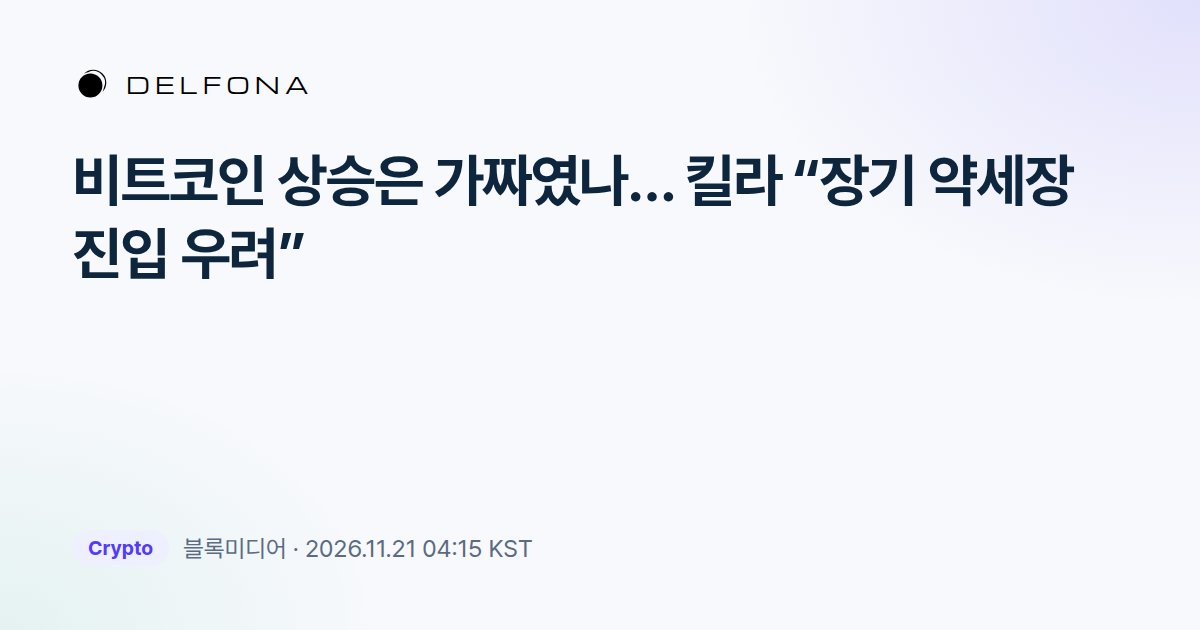 DELFONA
비트코인 상승은 가짜였나… 킬라 “장기 약세장
진입 우려”
Crypto 블록미디어 · 2026.11.21 04:15 KST